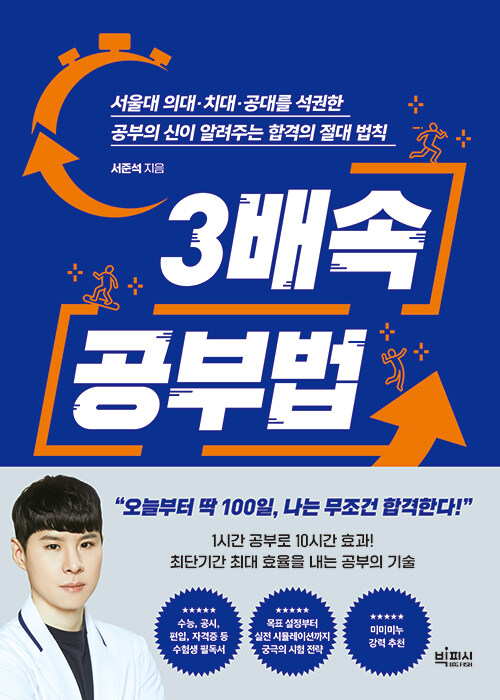 서울대 의대·치대·공대를 석권한
공부의 신이 알려주는 합격의 절대 법칙
서준석 지음
3배속
공부법
“오늘부터 딱 100일, 나는 무조건 합격한다!”
1시간 공부로 10시간 효과!
최단기간 최대 효율을 내는 공부의 기술
★★★★★
수능, 공시,
편입, 자격증 등
수험생 필독서
★★★★★
목표 설정부터
실전 시뮬레이션까지
궁극의 시험 전략
★★★★★
미미미누
강력 추천
빅피시
BIG FISH